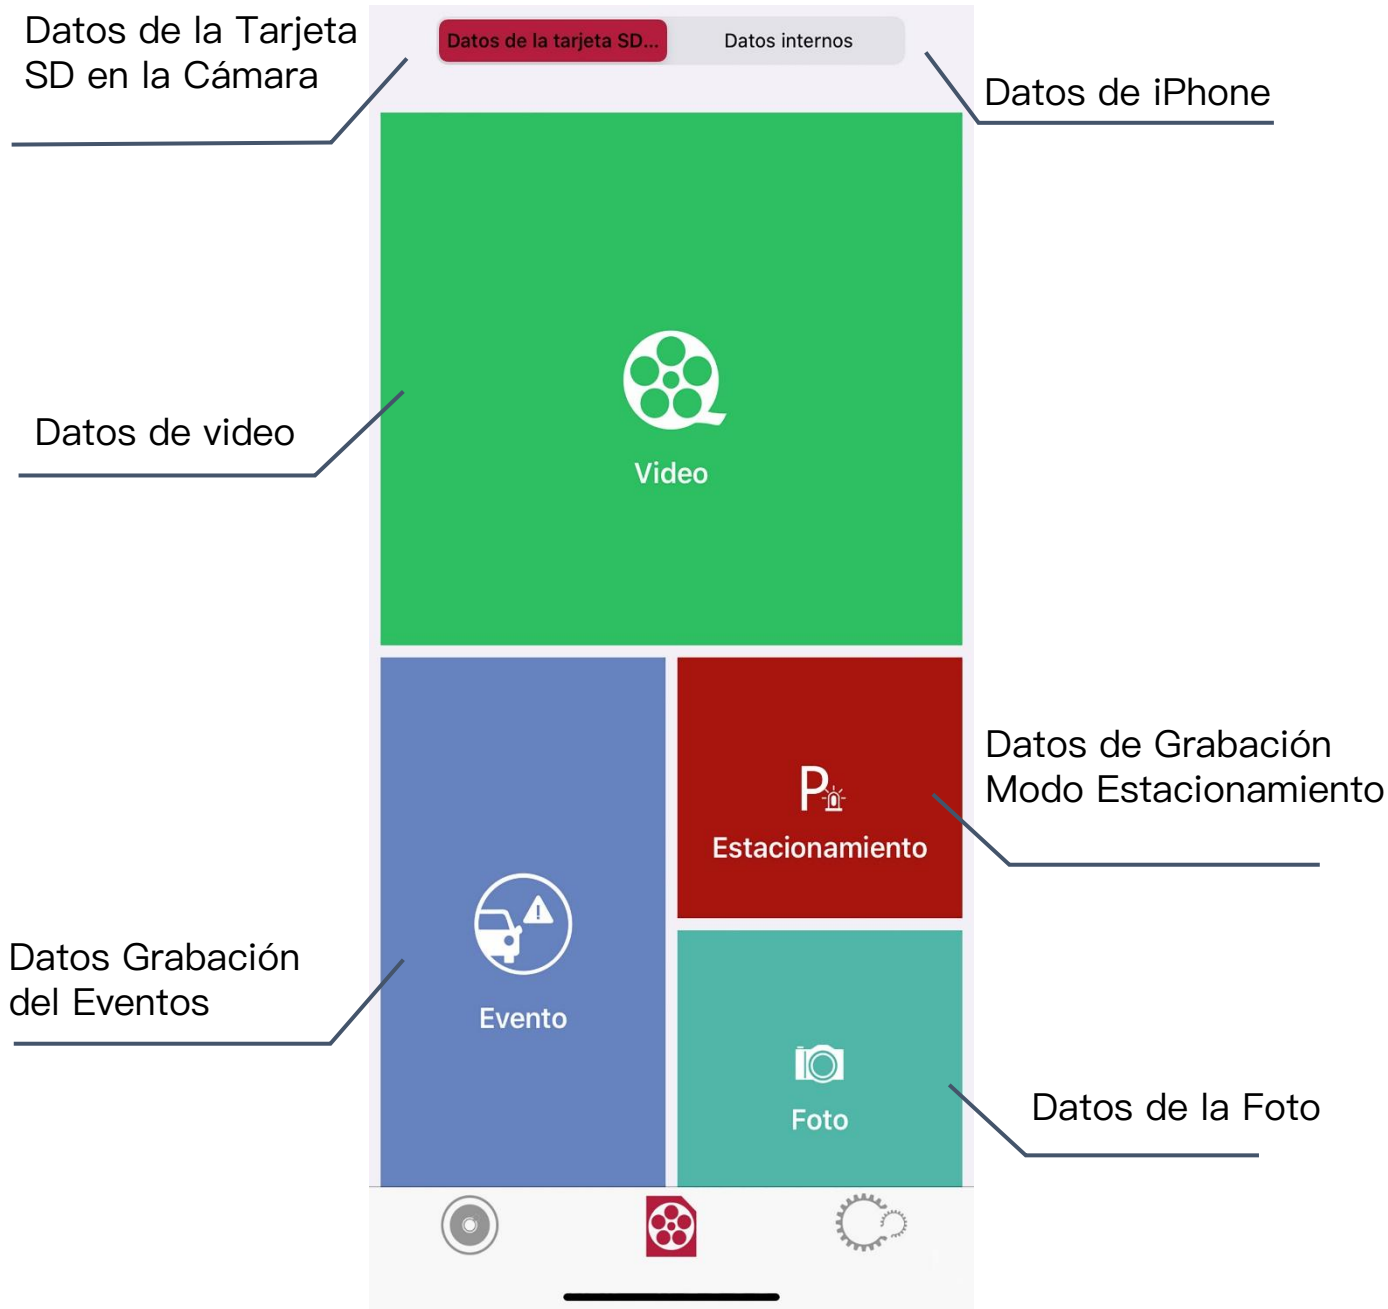 Datos de la Tarjeta
SD en la Cámara
Datos de la tarjeta SD...
Datos internos
Datos de iPhone
Datos de video
Video
Datos de Grabación
Modo Estacionamiento
P
Estacionamiento
Datos Grabación
del Eventos
Evento
Foto
Datos de la Foto